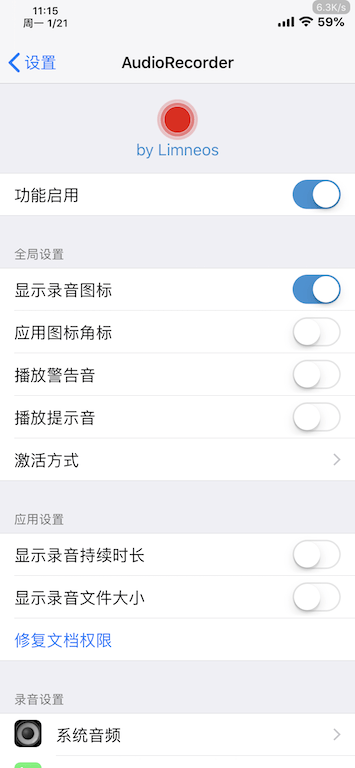 6.3K/s
11:15
周一 1/21
59%
设置
AudioRecorder
by Limneos
功能启用
全局设置
显示录音图标
应用图标角标
播放警告音
播放提示音
激活方式
应用设置
显示录音持续时长
显示录音文件大小
修复文档权限
录音设置
系统音频